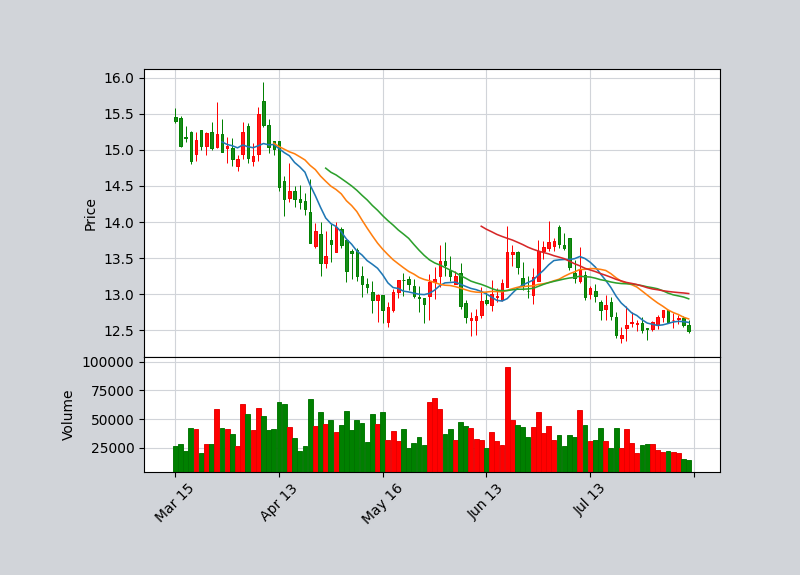 16.0
15.5
15.0
14.5
14.0
13.5
13.0
12.5
Price
100000
75000
50000
25000
Volume
Mar 15
Apr 13
May 16
Jun 13
Jul 13